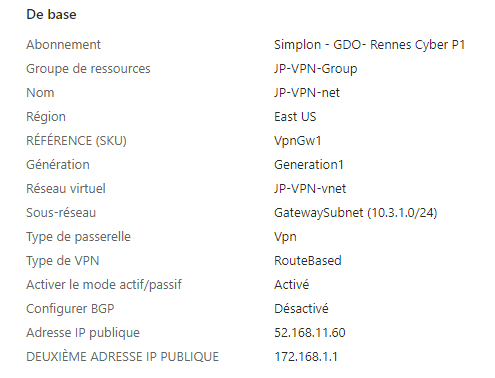 De base
Abonnement Simplon - GDO- Rennes Cyber P1
Groupe de ressources JP-VPN-Group
Nom JP-VPN-net
Région East US
RÉFÉRENCE (SKU) VpnGw1
Génération Generation1
Réseau virtuel JP-VPN-vnet
Sous-réseau GatewaySubnet (10.3.1.0/24)
Type de passerelle Vpn
Type de VPN RouteBased
Activer le mode actif/passif Activé
Configurer BGP Désactivé
Adresse IP publique 52.168.11.60
DEUXIÈME ADRESSE IP PUBLIQUE 172.168.1.1